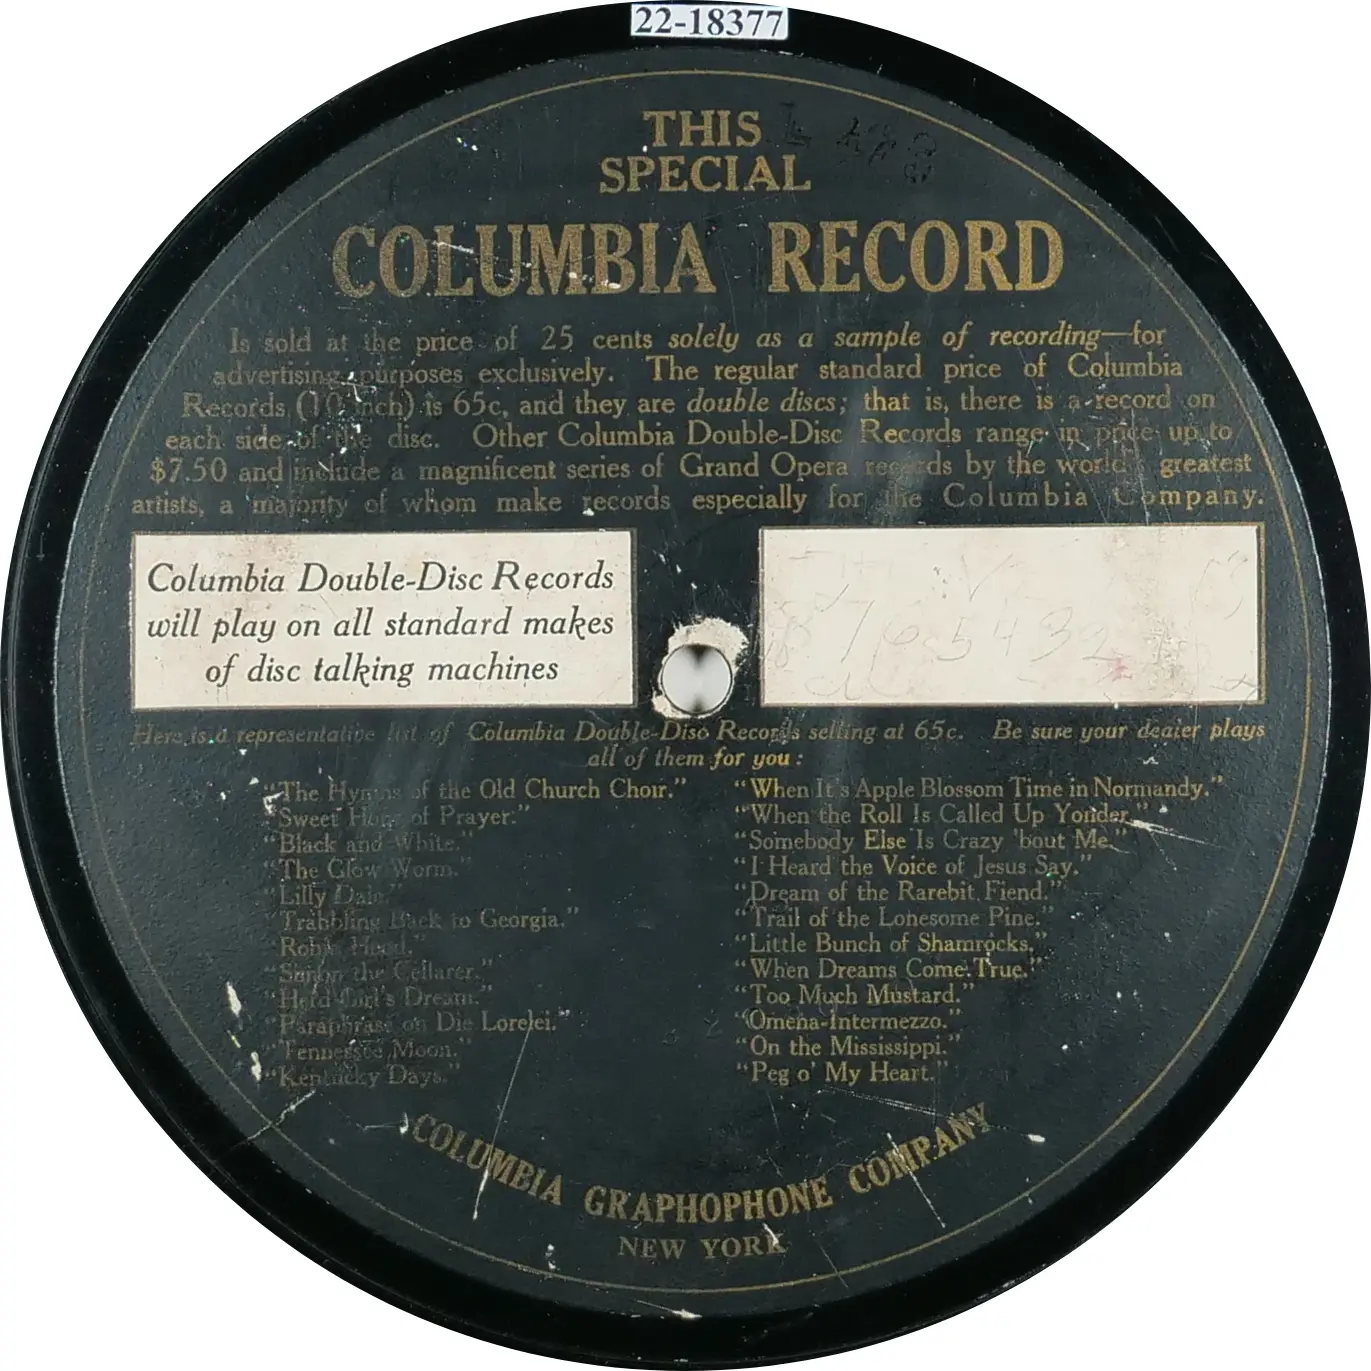 22-18377
THIS
SPECIAL
COLUMBIA RECORD
Is sold at the price of 25 cents solely as a sample of recording—for
advertising purposes exclusively. The regular standard price of Columbia
Records (10 inch) is 65c, and they are double discs; that is, there is a record on
each side of the disc. Other Columbia Double-Disc Records range in price up to
$7.50 and include a magnificent series of Grand Opera records by the world's greatest
artists, a majority of whom make records especially for the Columbia Company.
Columbia Double-Disc Records
will play on all standard makes
of disc talking machines
8 7 6 5 4 3 2
Here is a representative list of Columbia Double-Disc Records selling at 65c. Be sure your dealer plays
all of them for you:
"The Hymns of the Old Church Choir."
"Sweet Hour of Prayer."
"Black and White."
"The Glow Worm."
"Lilly Dale."
"Trabbling Back to Georgia."
"Robin Hood."
"Simon the Cellarer."
"Herd Girl's Dream."
"Paraphrase on Die Lorelei."
"Tennessee Moon."
"Kentucky Days."
"When It's Apple Blossom Time in Normandy."
"When the Roll Is Called Up Yonder."
"Somebody Else Is Crazy 'bout Me."
"I Heard the Voice of Jesus Say."
"Dream of the Rarebit Fiend."
"Trail of the Lonesome Pine."
"Little Bunch of Shamrocks."
"When Dreams Come True."
"Too Much Mustard."
"Omena-Intermezzo."
"On the Mississippi."
"Peg o' My Heart."
COLUMBIA GRAPHOPHONE COMPANY
NEW YORK